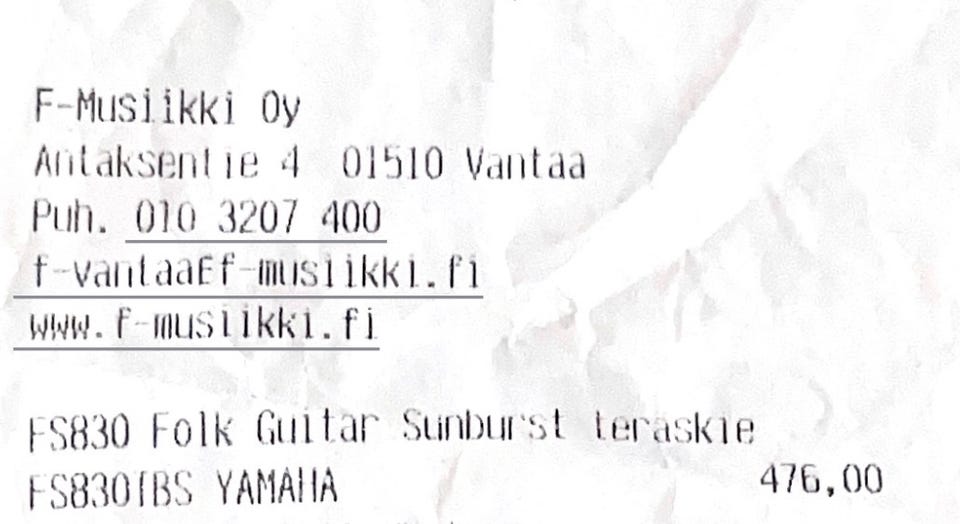 F-Musiikki Oy
Antaksentie 4 01510 Vantaa
Puh. 010 3207 400
f-vantaaEf-musiikki.fi
www.f-musiikki.fi
FS830 Folk Guitar Sunburst teraskie
FS830TBS YAMAHA 476,00